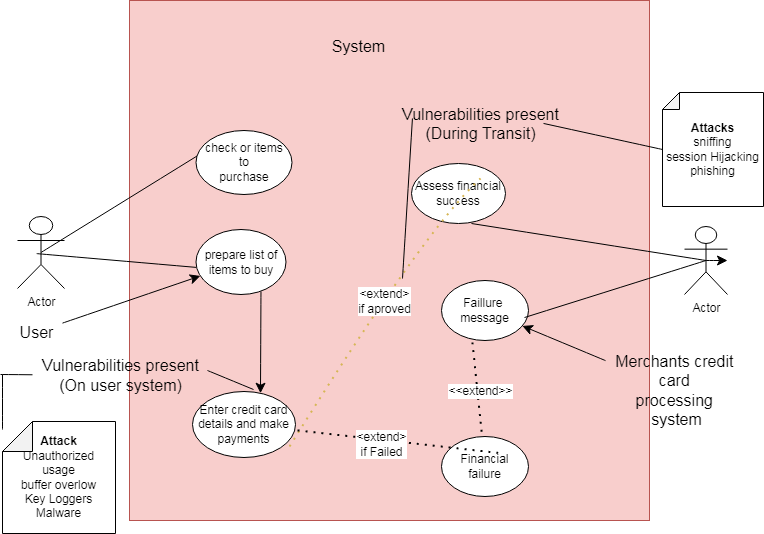 System
Vulnerabilities present
(During Transit)
Attacks
sniffing
session Hijacking
phishing
check or items
to
purchase
Assess financial
success
prepare list of
items to buy
Actor
User
<extend>
if aproved
Faillure
message
Actor
Vulnerabilities present
(On user system)
Merchants credit
card
processing
system
<<extend>>
Enter credit card
details and make
payments
<extend>
if Failed
Financial
failure
Attack
Unauthorized
usage
buffer overlow
Key Loggers
Malware